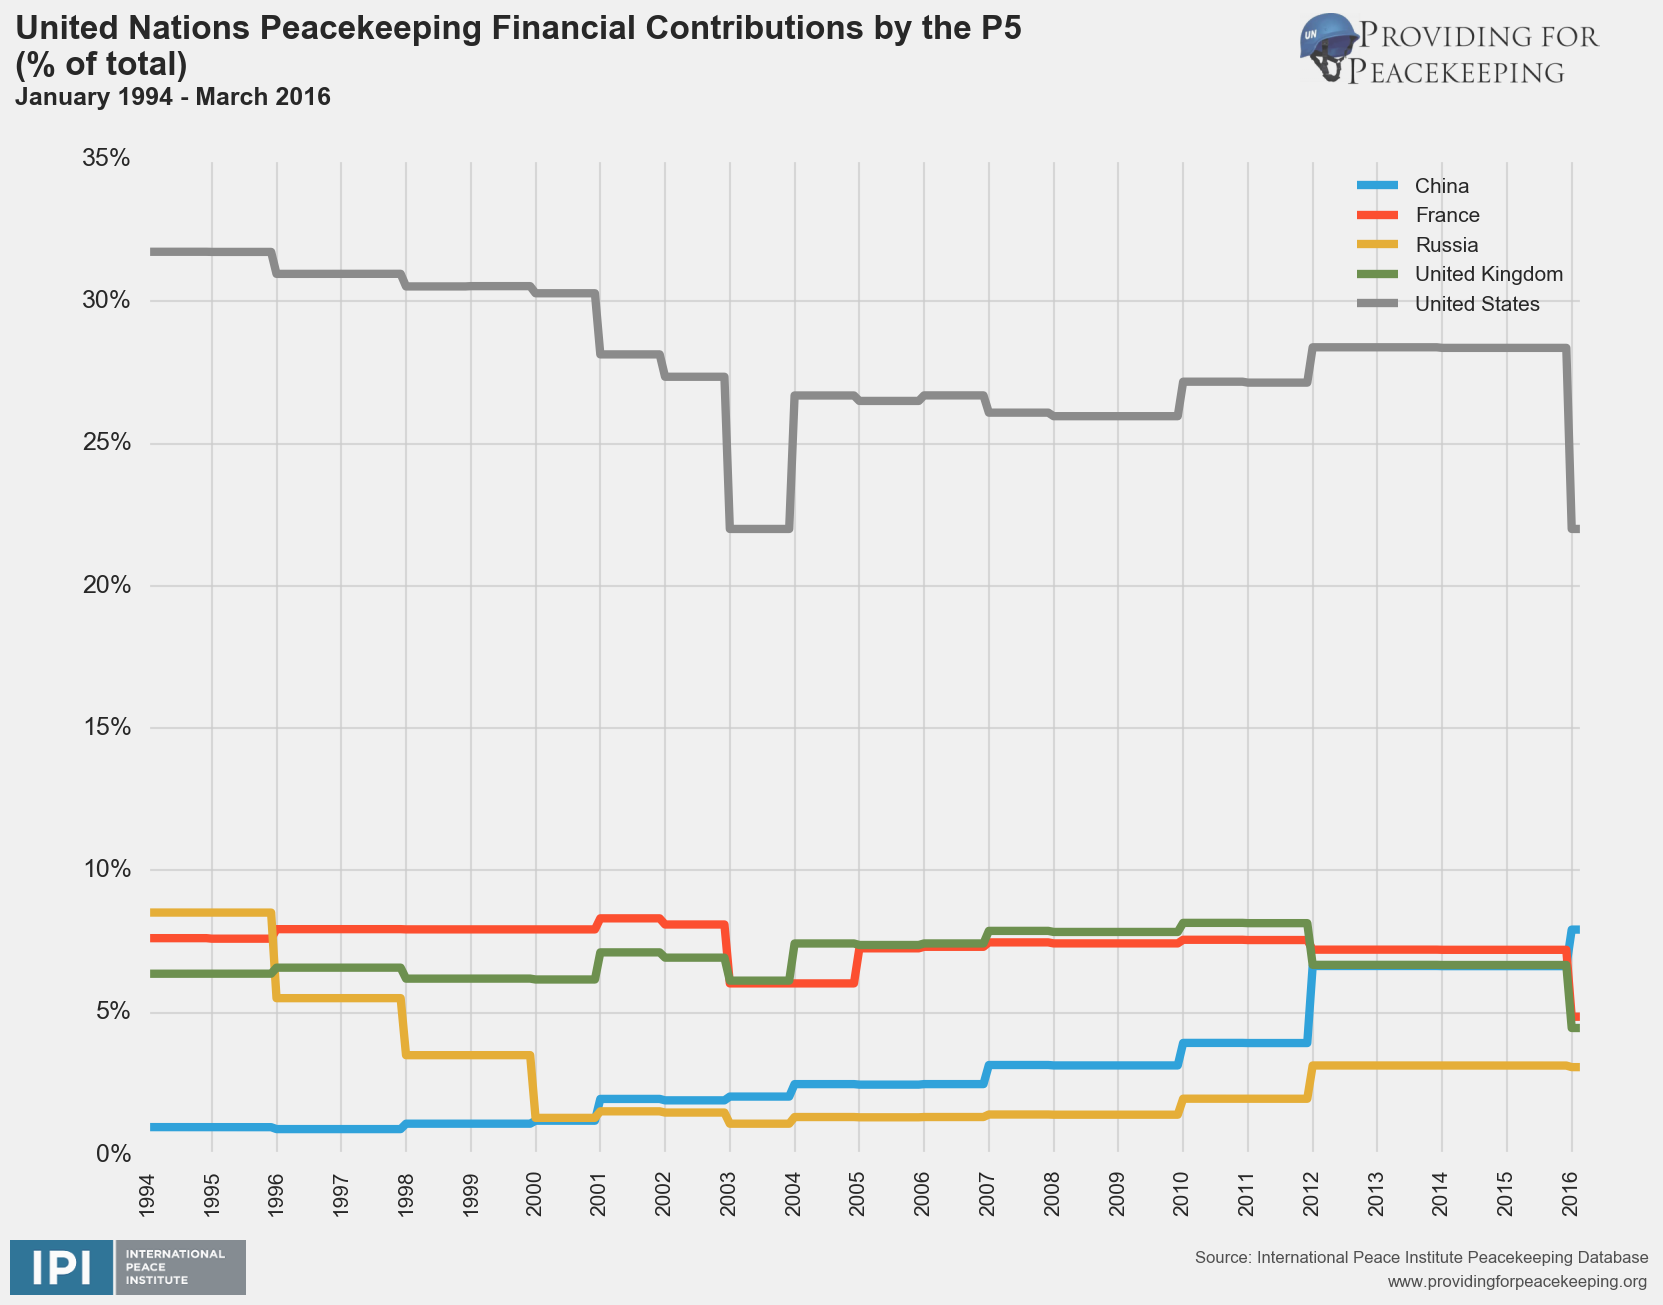 United Nations Peacekeeping Financial Contributions by the P5
(% of total)
January 1994 - March 2016
UN
PROVIDING FOR
PEACEKEEPING
35%
30%
25%
20%
15%
10%
5%
0%
China
France
Russia
United Kingdom
United States
1994
1995
1996
1997
1998
1999
2000
2001
2002
2003
2004
2005
2006
2007
2008
2009
2010
2011
2012
2013
2014
2015
2016
IPI
INTERNATIONAL
PEACE
INSTITUTE
Source: International Peace Institute Peacekeeping Database
www.providingforpeacekeeping.org